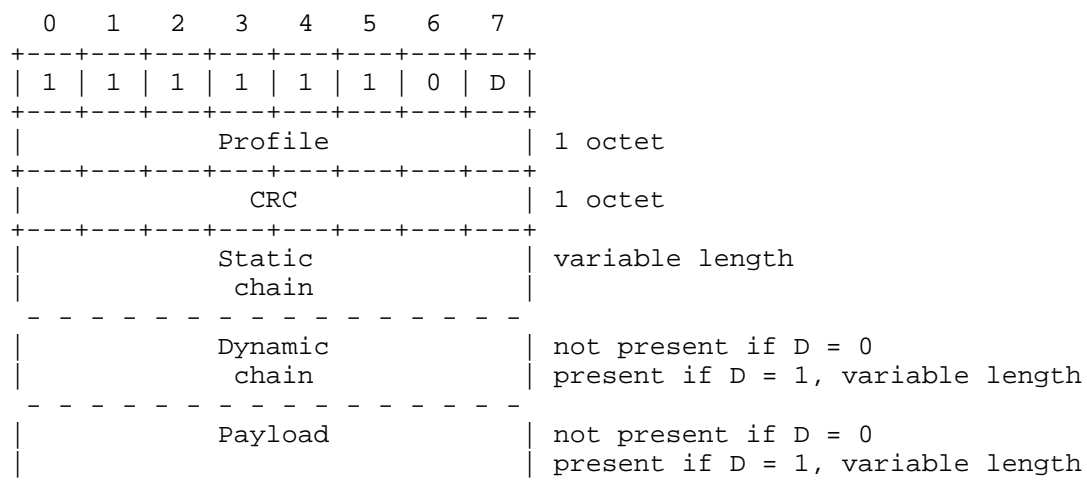 0   1   2   3   4   5   6   7
+---+---+---+---+---+---+---+---+
| 1 | 1 | 1 | 1 | 1 | 1 | 0 | D |
+---+---+---+---+---+---+---+---+
|            Profile            | 1 octet
+---+---+---+---+---+---+---+---+
|              CRC              | 1 octet
+---+---+---+---+---+---+---+---+
|            Static             | variable length
|             chain             |
 - - - - - - - - - - - - - - - -
|            Dynamic            | not present if D = 0
|             chain             | present if D = 1, variable length
 - - - - - - - - - - - - - - - -
|            Payload            | not present if D = 0
|                               | present if D = 1, variable length